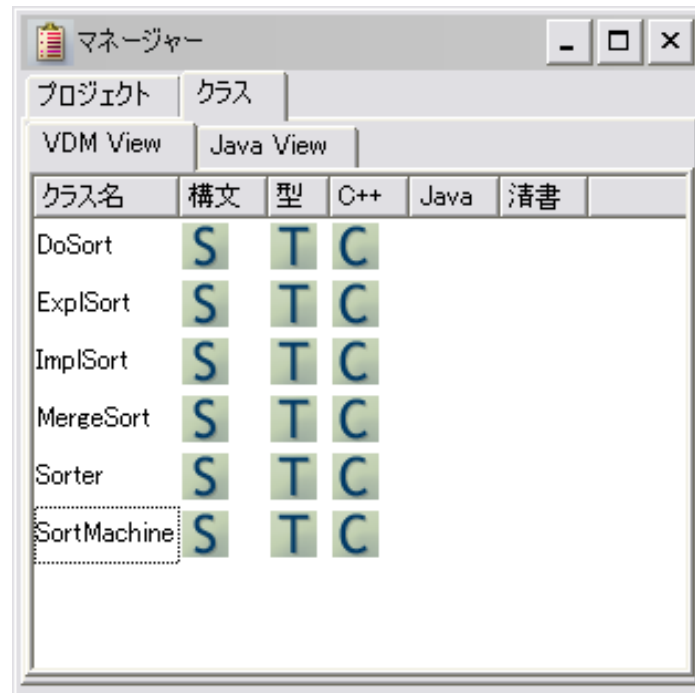 マネージャー
プロジェクト クラス
VDM View Java View
クラス名 構文 型 C++ Java 清書
DoSort S T C
ExplSort S T C
ImplSort S T C
MergeSort S T C
Sorter S T C
SortMachine S T C